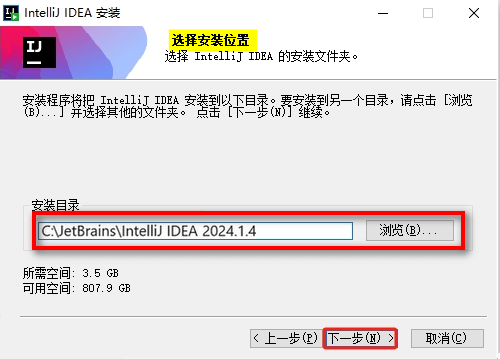 IntelliJ IDEA 安装
IJ
选择安装位置
选择 IntelliJ IDEA 的安装文件夹。
安装程序将把 IntelliJ IDEA 安装到以下目录。要安装到另一个目录，请点击 [浏览
(B)...] 并选择其他的文件夹。 点击 [下一步(N)] 继续。
安装目录
C:\JetBrains\IntelliJ IDEA 2024.1.4
浏览(B)...
所需空间: 3.5 GB
可用空间: 807.9 GB
< 上一步(P)
下一步(N) >
取消(C)